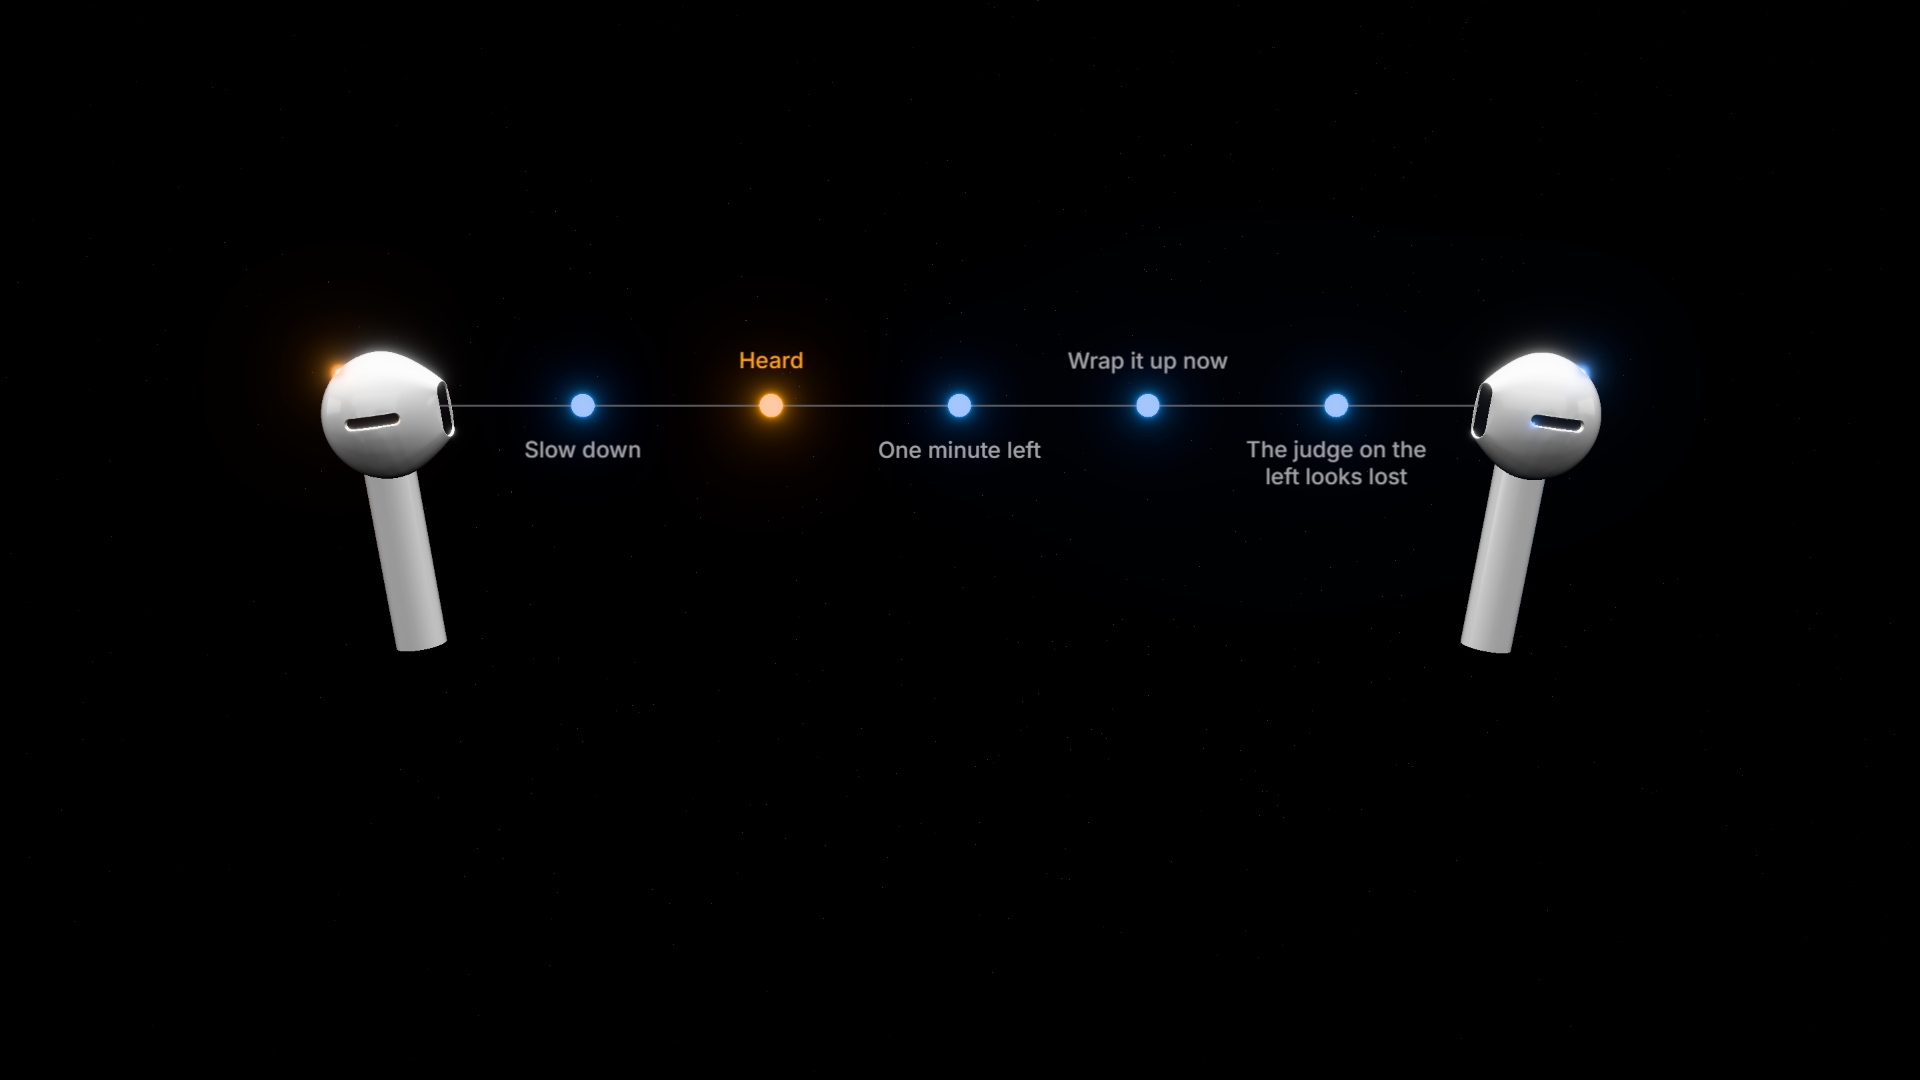 Heard
Wrap it up now
Slow down
One minute left
The judge on the
left looks lost